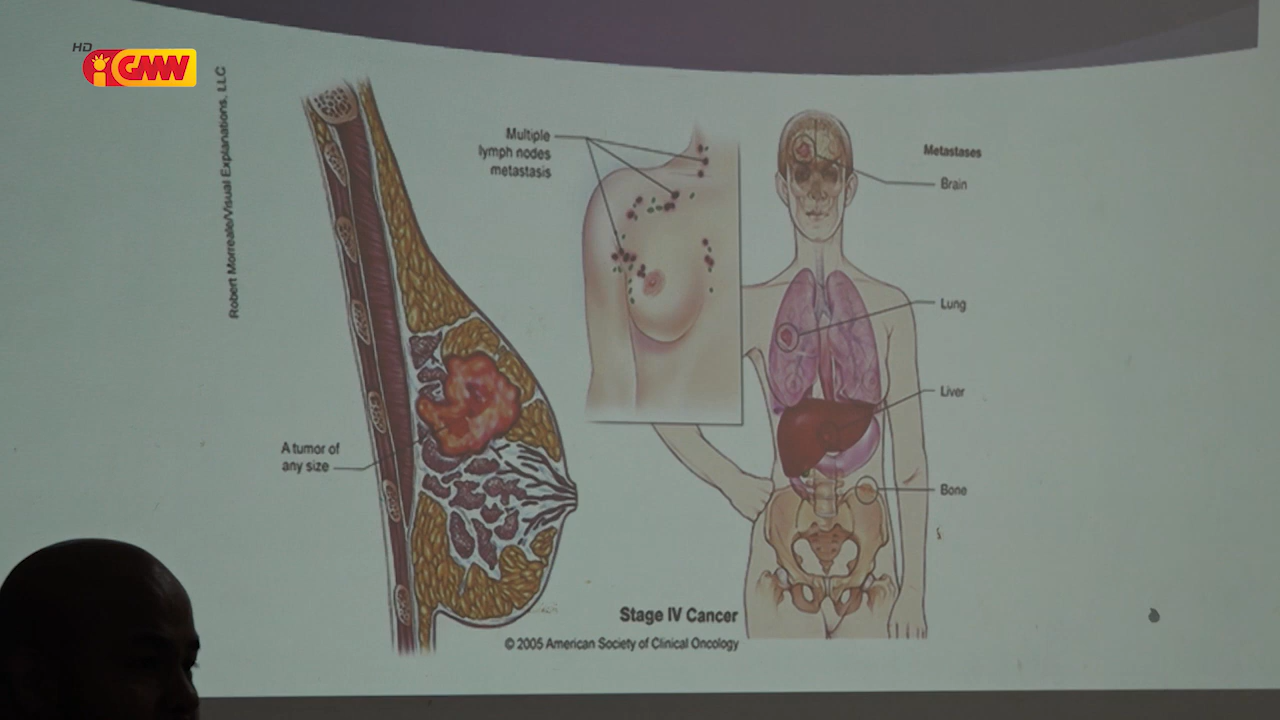 HD
iGMW
Robert Morreale/Visual Explanations, LLC
Multiple
lymph nodes
metastasis
Metastases
Brain
Lung
Liver
A tumor of
any size
Bone
Stage IV Cancer
© 2005 American Society of Clinical Oncology